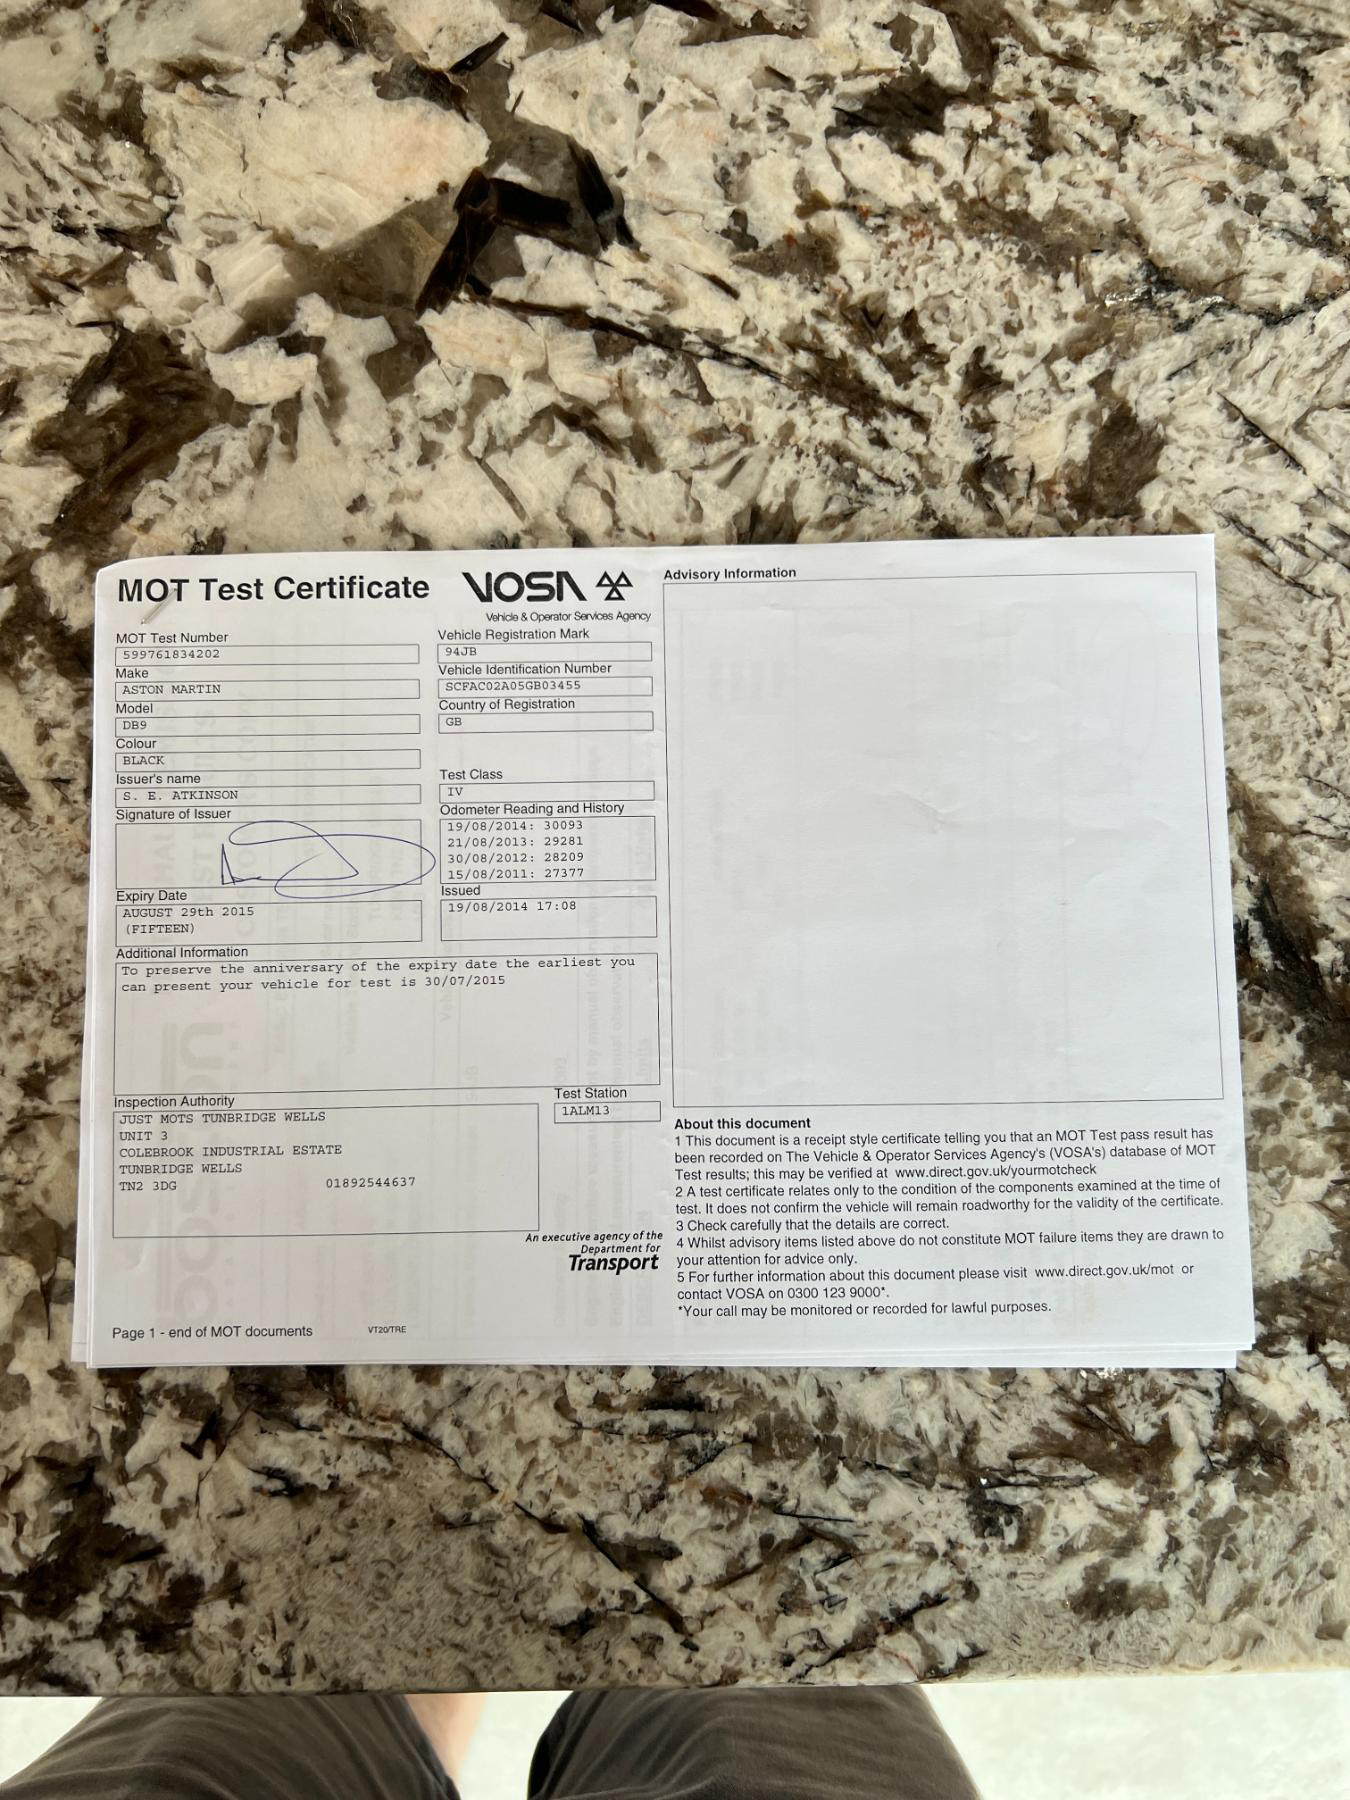 MOT Test Certificate
VOSA
Vehicle & Operator Services Agency
MOT Test Number
599761834202
Make
ASTON MARTIN
Model
DB9
Colour
BLACK
Issuer's name
S. E. ATKINSON
Signature of Issuer
Expiry Date
AUGUST 29th 2015
(FIFTEEN)
Vehicle Registration Mark
94JB
Vehicle Identification Number
SCFAC02A05GB03455
Country of Registration
GB
Test Class
IV
Odometer Reading and History
19/08/2014: 30093
21/08/2013: 29281
30/08/2012: 28209
15/08/2011: 27377
Issued
19/08/2014 17:08
Additional Information
To preserve the anniversary of the expiry date the earliest you
can present your vehicle for test is 30/07/2015
Inspection Authority
JUST MOTS TUNBRIDGE WELLS
UNIT 3
COLEBROOK INDUSTRIAL ESTATE
TUNBRIDGE WELLS
TN2 3DG 01892544637
Test Station
1ALM13
An executive agency of the
Department for
Transport
Page 1 - end of MOT documents
VT20/TRE
Advisory Information
About this document
1 This document is a receipt style certificate telling you that an MOT Test pass result has
been recorded on The Vehicle & Operator Services Agency's (VOSA's) database of MOT
Test results; this may be verified at www.direct.gov.uk/yourmotcheck
2 A test certificate relates only to the condition of the components examined at the time of
test. It does not confirm the vehicle will remain roadworthy for the validity of the certificate.
3 Check carefully that the details are correct.
4 Whilst advisory items listed above do not constitute MOT failure items they are drawn to
your attention for advice only.
5 For further information about this document please visit www.direct.gov.uk/mot or
contact VOSA on 0300 123 9000*.
*Your call may be monitored or recorded for lawful purposes.